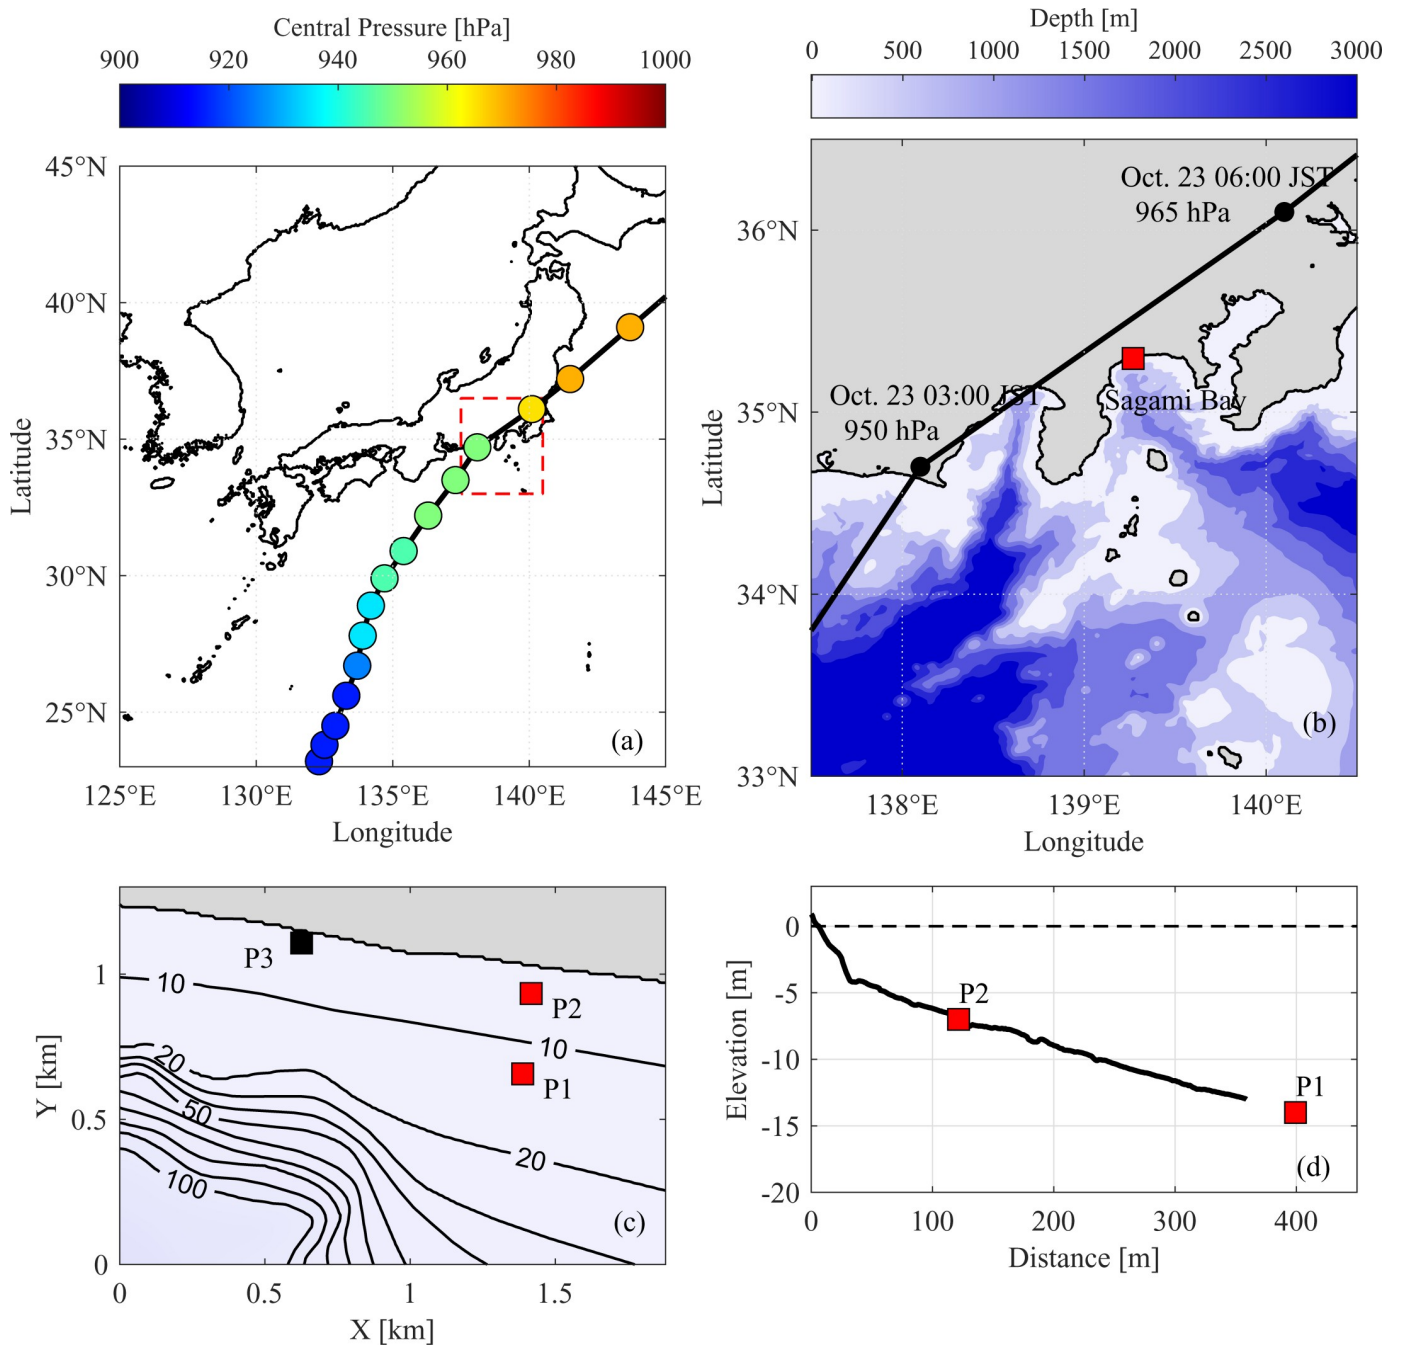 Central Pressure [hPa]
900 920 940 960 980 1000
45°N
40°N
35°N
30°N
25°N
Latitude
(a)
125°E 130°E 135°E 140°E 145°E
Longitude
Depth [m]
0 500 1000 1500 2000 2500 3000
Oct. 23 06:00 JST
965 hPa
36°N
Oct. 23 03:00 JST
950 hPa
Sagami Bay
35°N
34°N
33°N
Latitude
(b)
138°E 139°E 140°E
Longitude
P3
10
P2
10
P1
20
50
20
100
(c)
1
0.5
0
Y [km]
0 0.5 1 1.5
X [km]
0
-5
-10
-15
-20
Elevation [m]
P2
P1
(d)
0 100 200 300 400
Distance [m]